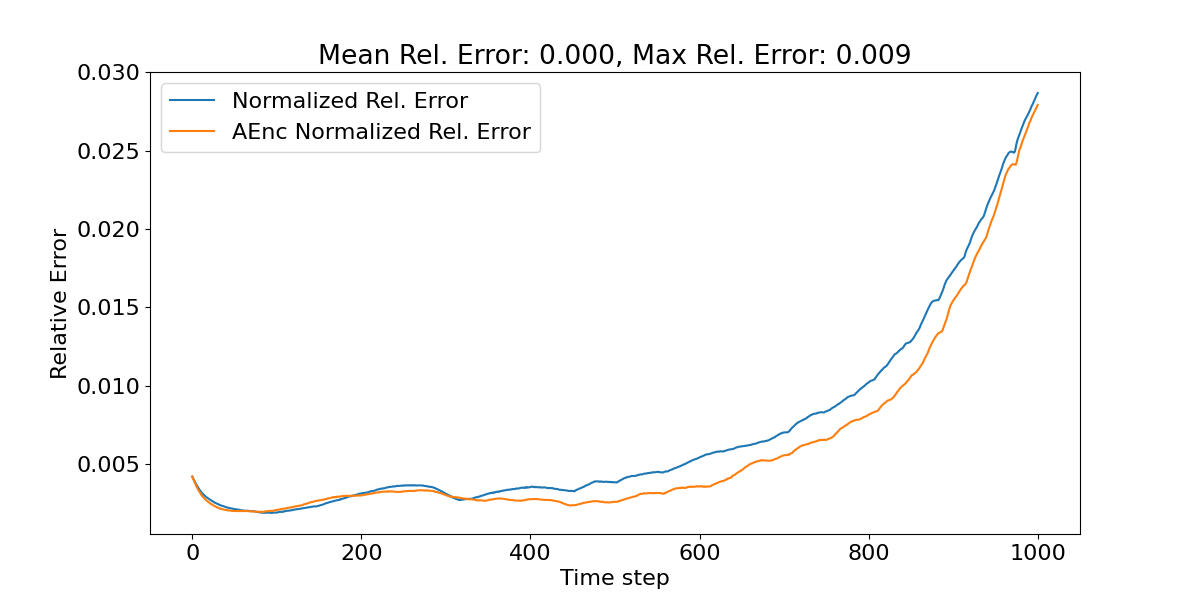 Mean Rel. Error: 0.000, Max Rel. Error: 0.009
Normalized Rel. Error
AEnc Normalized Rel. Error
Relative Error
0.030
0.025
0.020
0.015
0.010
0.005
0 200 400 600 800 1000
Time step